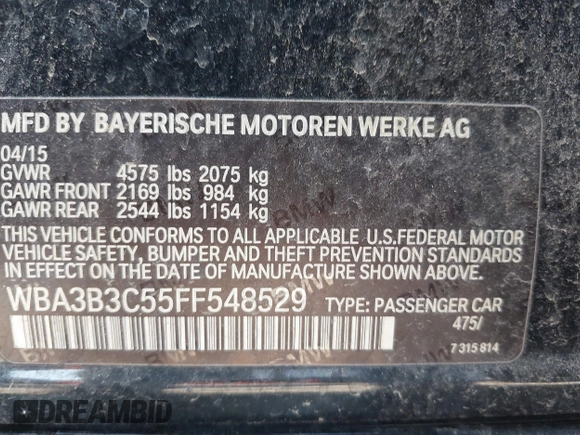 MFD BY BAYERISCHE MOTOREN WERKE AG
04/15
GVWR 4575 lbs 2075 kg
GAWR FRONT 2169 lbs 984 kg
GAWR REAR 2544 lbs 1154 kg
THIS VEHICLE CONFORMS TO ALL APPLICABLE U.S.FEDERAL MOTOR
VEHICLE SAFETY, BUMPER AND THEFT PREVENTION STANDARDS
IN EFFECT ON THE DATE OF MANUFACTURE SHOWN ABOVE.
WBA3B3C55FF548529 TYPE: PASSENGER CAR
475/
7 315 814
DREAMBID